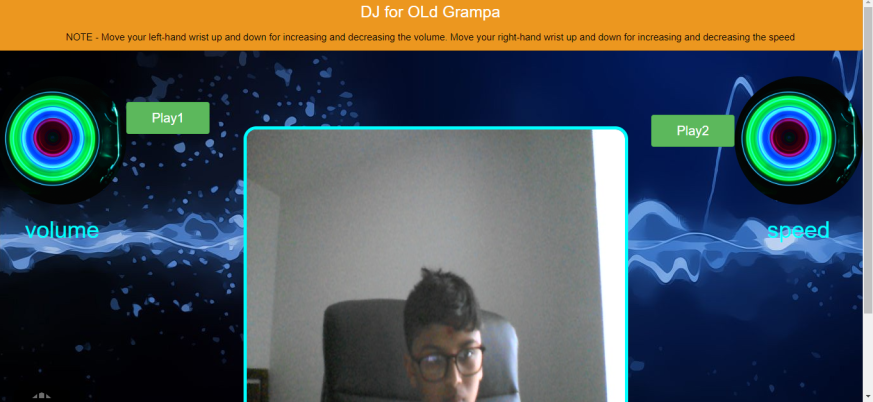 DJ for OLd Grampa
NOTE - Move your left-hand wrist up and down for increasing and decreasing the volume. Move your right-hand wrist up and down for increasing and decreasing the speed
Play1
Play2
volume
speed